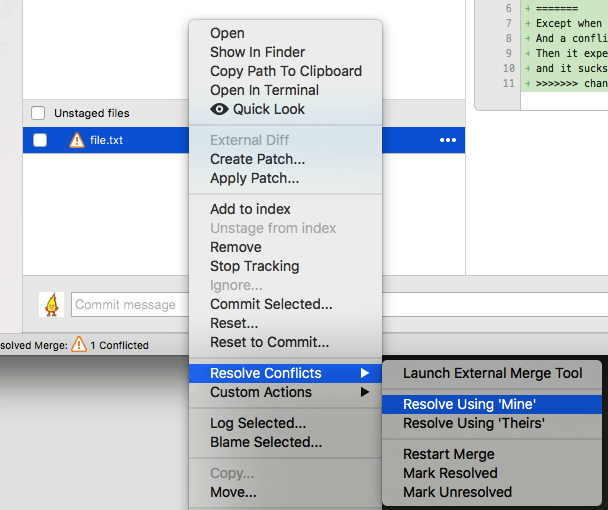 6 + =======
7 + Except when
8 + And a confli
9 + Then it expe
10 + and it sucks
11 + >>>>>>> chan
Unstaged files
file.txt
Open
Show In Finder
Copy Path To Clipboard
Open In Terminal
Quick Look
External Diff
Create Patch...
Apply Patch...
Add to index
Unstage from index
Remove
Stop Tracking
Ignore...
Commit Selected...
Reset...
Reset to Commit...
Resolve Conflicts
Custom Actions
Log Selected...
Blame Selected...
Copy...
Move...
Commit message
solved Merge: 1 Conflicted
Launch External Merge Tool
Resolve Using 'Mine'
Resolve Using 'Theirs'
Restart Merge
Mark Resolved
Mark Unresolved